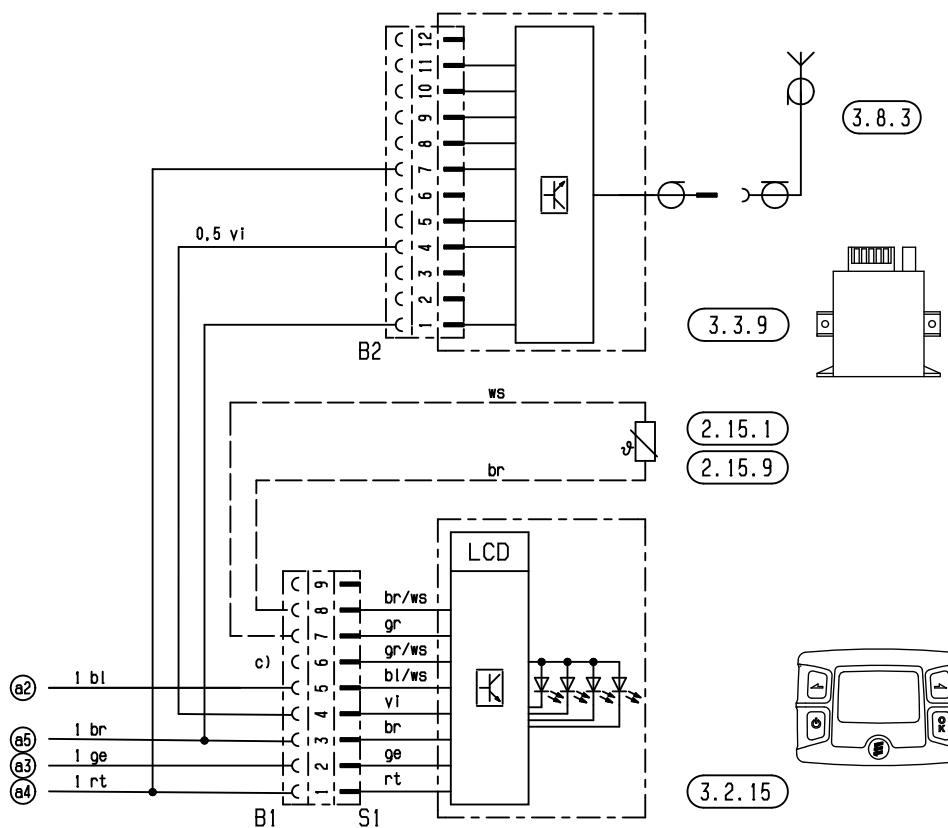 12
11
10
9
8
7
6
5
4
3
2
1
B2
3.8.3
0,5 vi
3.3.9
ws
2.15.1
ϑ
2.15.9
br
LCD
9
8 br/ws
7 gr
c) 6 gr/ws
a2 1 bl 5 bl/ws
4 vi
a5 1 br 3 br
a3 1 ge 2 ge
a4 1 rt 1 rt
B1 S1
3.2.15
OK